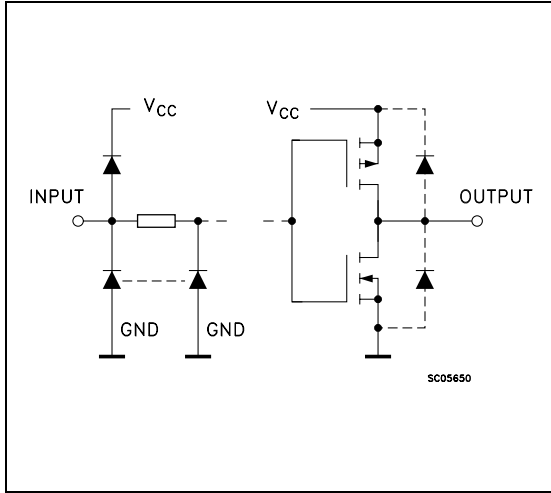 VCC
VCC
INPUT
OUTPUT
GND
GND
SC05650